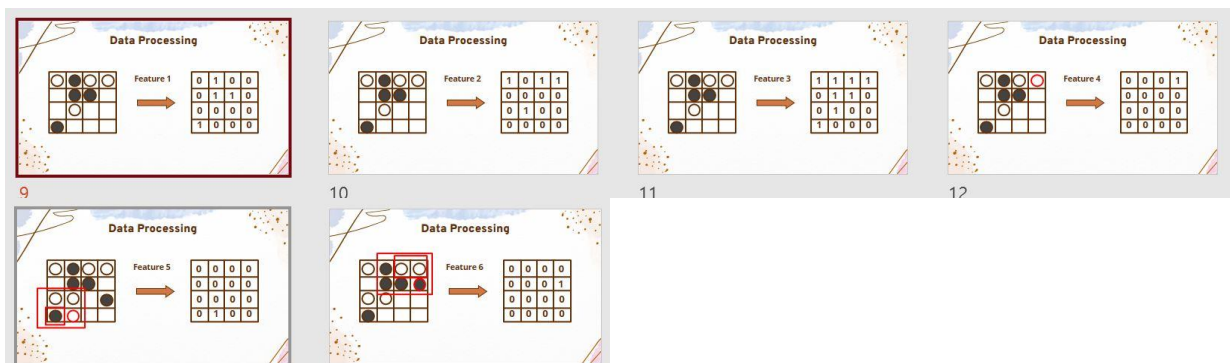 Data Processing
Feature 1
0 1 0 0
0 1 1 0
0 0 0 0
1 0 0 0
9
Data Processing
Feature 2
1 0 1 1
0 0 0 0
0 1 0 0
0 0 0 0
10
Data Processing
Feature 3
1 1 1 1
0 1 1 0
0 1 0 0
1 0 0 0
11
Data Processing
Feature 4
0 0 0 1
0 0 0 0
0 0 0 0
0 0 0 0
12
Data Processing
Feature 5
0 0 0 0
0 0 0 0
0 0 0 0
0 1 0 0
Data Processing
Feature 6
0 0 0 0
0 0 0 1
0 0 0 0
0 0 0 0